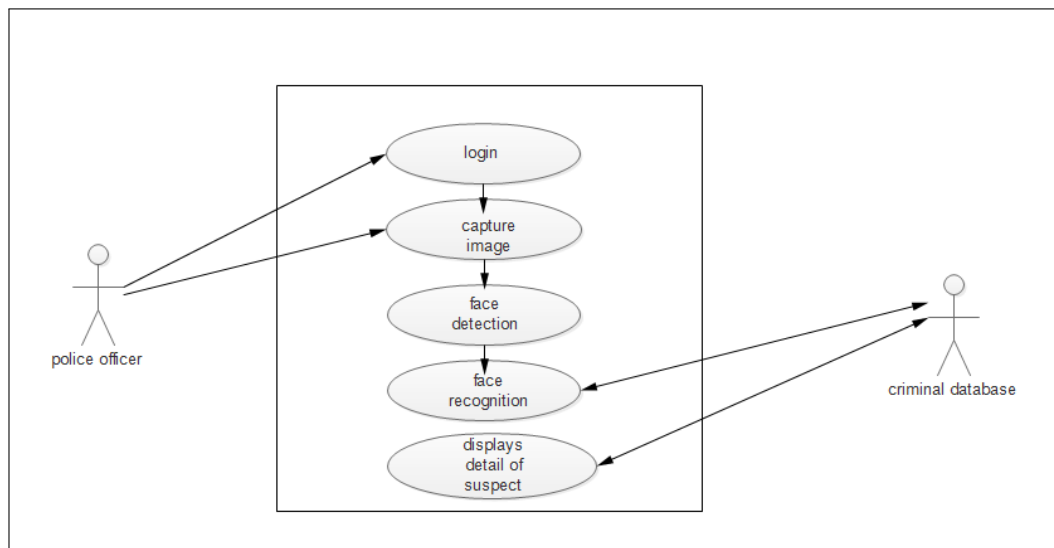 login
capture
image
face
detection
police officer
face
recognition
criminal database
displays
detail of
suspect